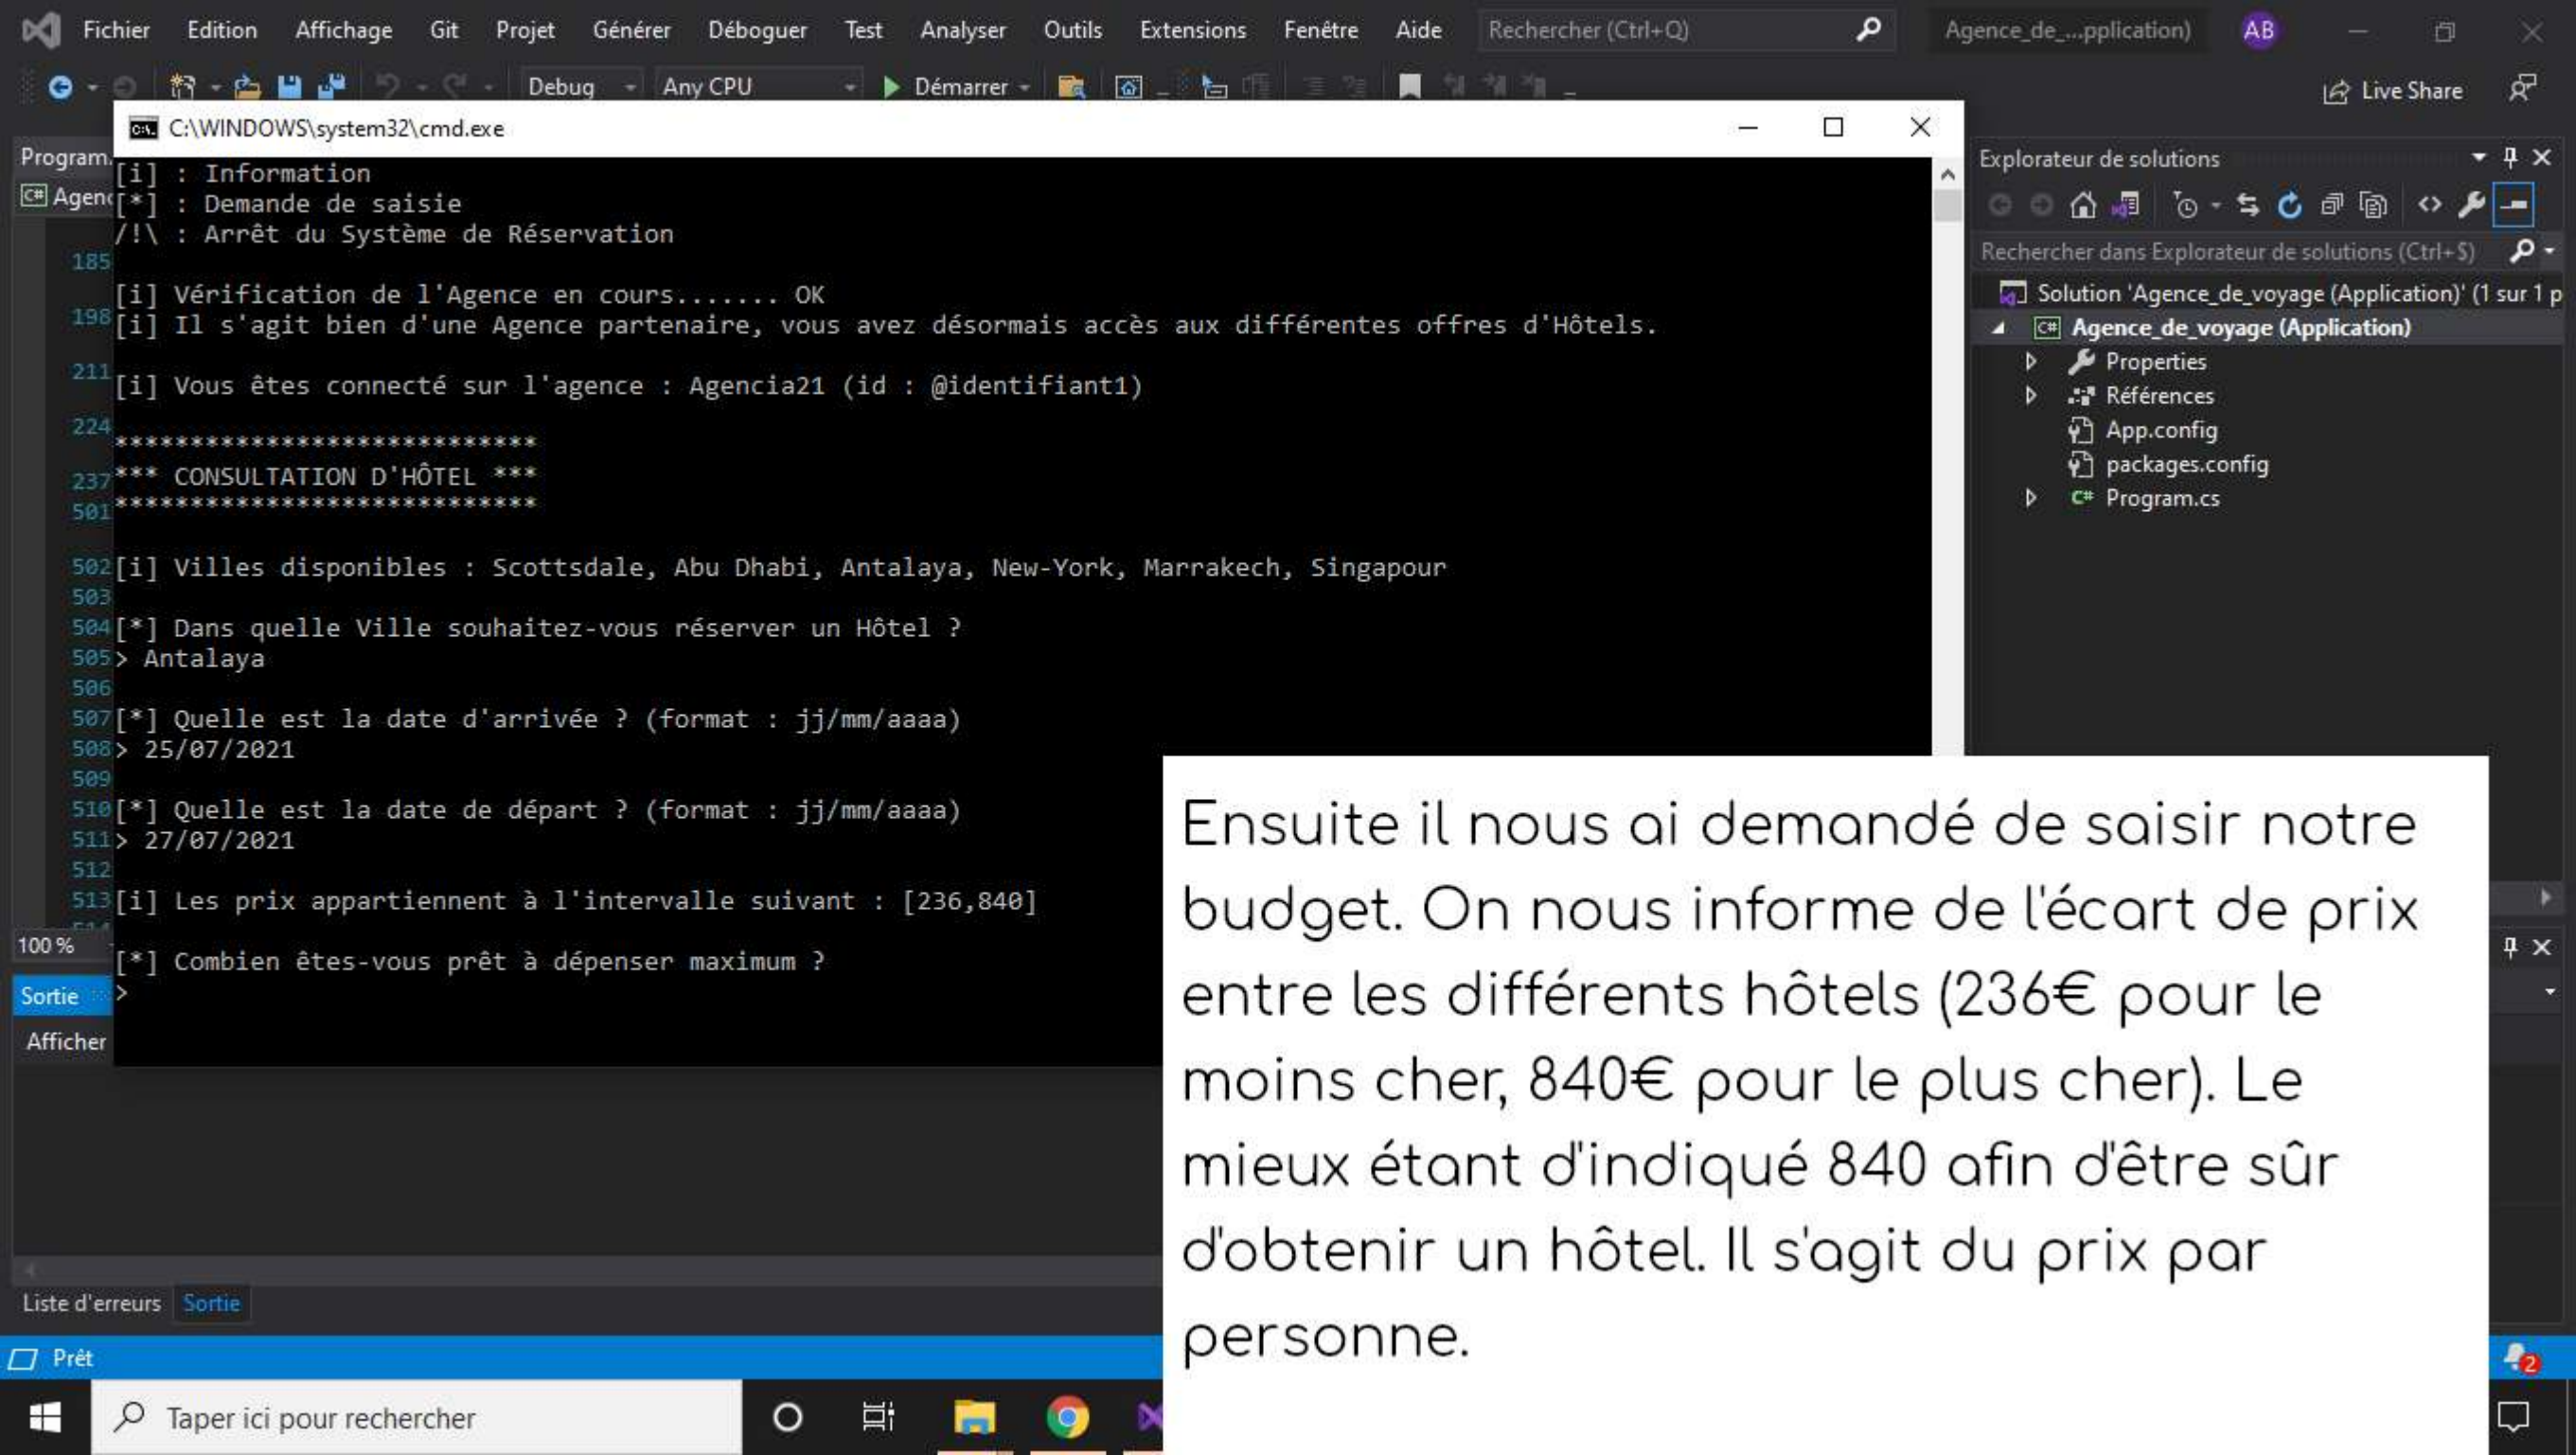 Fichier Edition Affichage Git Projet Générer Déboguer Test Analyser Outils Extensions Fenêtre Aide Rechercher (Ctrl+Q) Agence_de_...pplication) AB
Debug Any CPU Démarrer Live Share
C:\WINDOWS\system32\cmd.exe
Program.
Agenc
[i] : Information
[*] : Demande de saisie
/!\ : Arrêt du Système de Réservation
185
[i] Vérification de l'Agence en cours....... OK
198
[i] Il s'agit bien d'une Agence partenaire, vous avez désormais accès aux différentes offres d'Hôtels.
211
[i] Vous êtes connecté sur l'agence : Agencia21 (id : @identifiant1)
224
****************************
237
*** CONSULTATION D'HÔTEL ***
501
****************************
502
[i] Villes disponibles : Scottsdale, Abu Dhabi, Antalaya, New-York, Marrakech, Singapour
503
504
[*] Dans quelle Ville souhaitez-vous réserver un Hôtel ?
505
> Antalaya
506
507
[*] Quelle est la date d'arrivée ? (format : jj/mm/aaaa)
508
> 25/07/2021
509
510
[*] Quelle est la date de départ ? (format : jj/mm/aaaa)
511
> 27/07/2021
512
513
[i] Les prix appartiennent à l'intervalle suivant : [236,840]
100 %
[*] Combien êtes-vous prêt à dépenser maximum ?
>
Sortie
Afficher
Liste d'erreurs Sortie
Prêt
Taper ici pour rechercher
Explorateur de solutions
Rechercher dans Explorateur de solutions (Ctrl+$)
Solution 'Agence_de_voyage (Application)' (1 sur 1 p
C# Agence_de_voyage (Application)
Properties
Références
App.config
packages.config
C# Program.cs
Ensuite il nous ai demandé de saisir notre
budget. On nous informe de l'écart de prix
entre les différents hôtels (236€ pour le
moins cher, 840€ pour le plus cher). Le
mieux étant d'indiqué 840 afin d'être sûr
d'obtenir un hôtel. Il s'agit du prix par
personne.
2